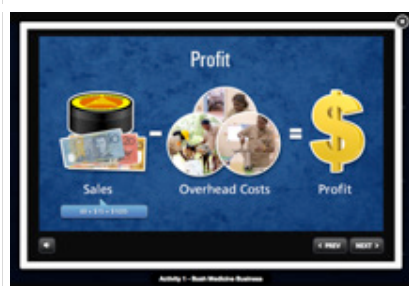 Profit
Sales
Overhead Costs
Profit
PREV
NEXT
Activity 1 - Bush Medicine Business